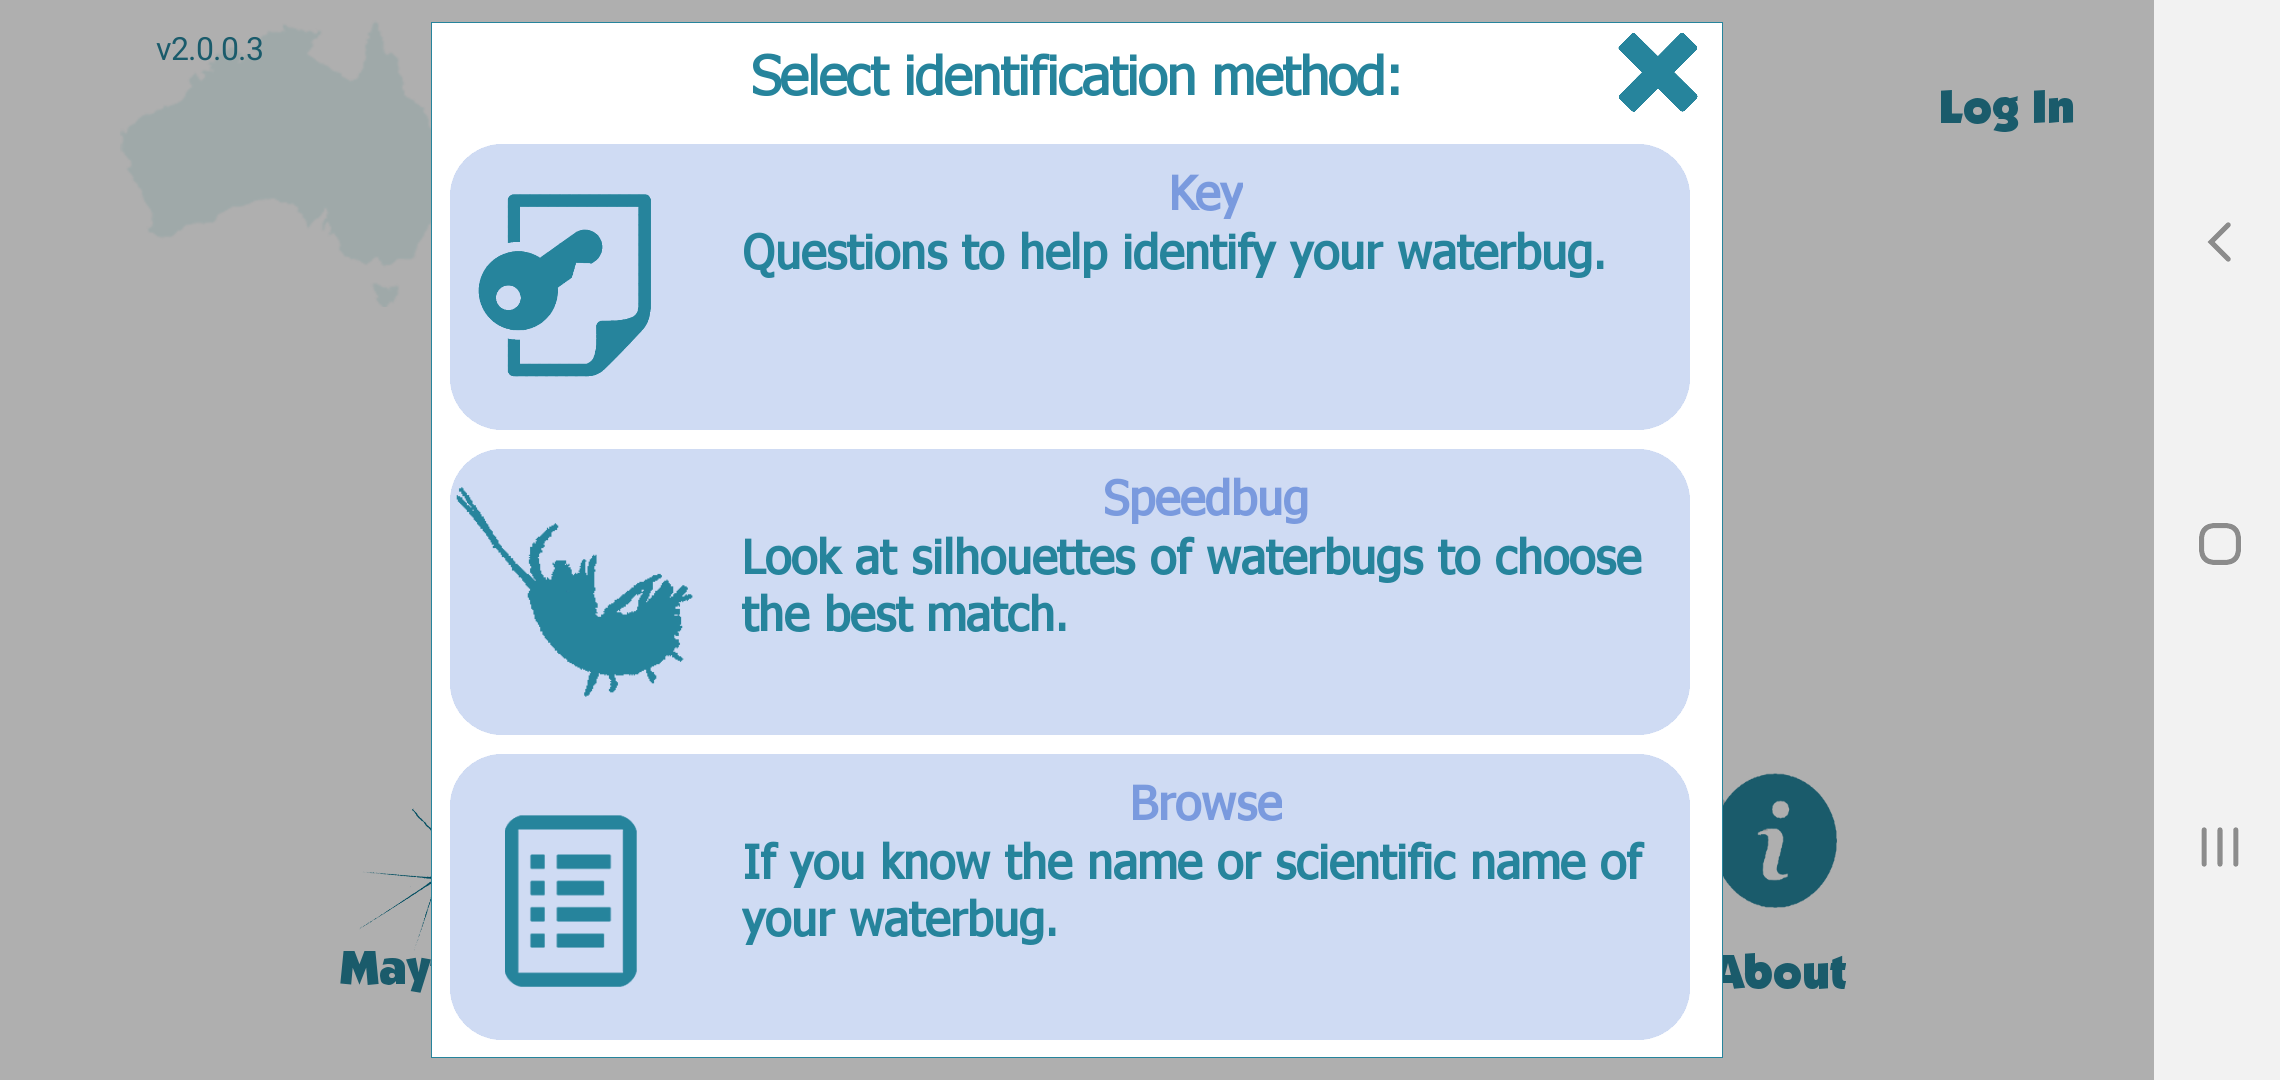 v2.0.0.3
Select identification method:
Log In
Key
Questions to help identify your waterbug.
Speedbug
Look at silhouettes of waterbugs to choose
the best match.
Browse
If you know the name or scientific name of
your waterbug.
May
About